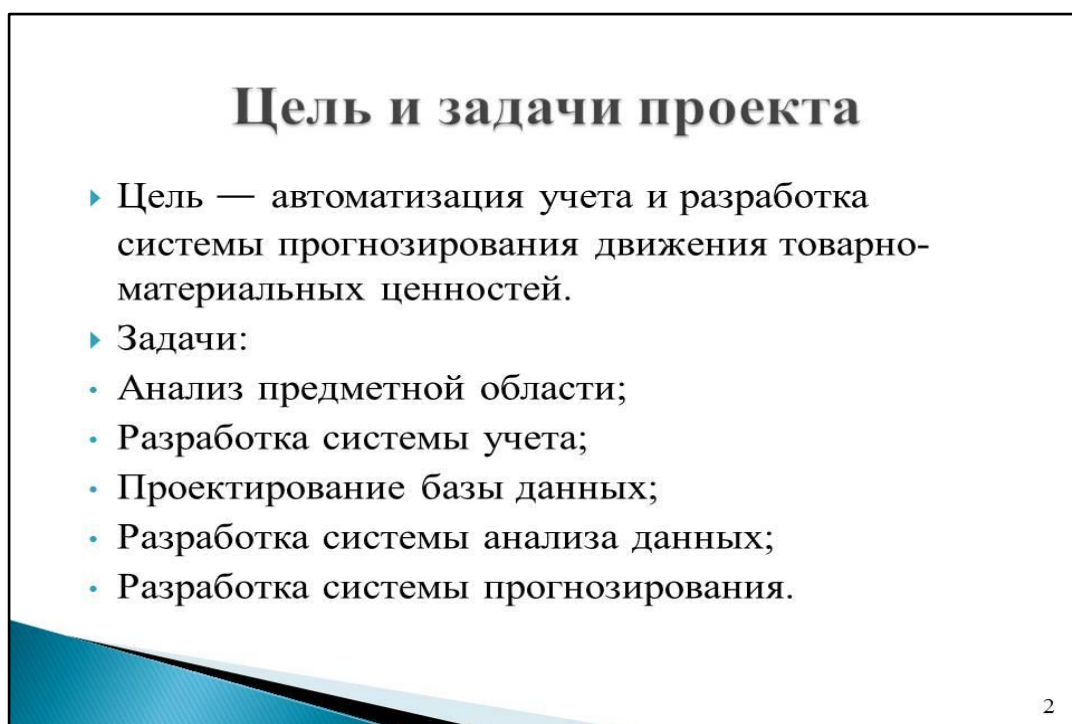 Цель и задачи проекта
Цель — автоматизация учета и разработка
системы прогнозирования движения товарно-
материальных ценностей.
Задачи:
Анализ предметной области;
Разработка системы учета;
Проектирование базы данных;
Разработка системы анализа данных;
Разработка системы прогнозирования.
2